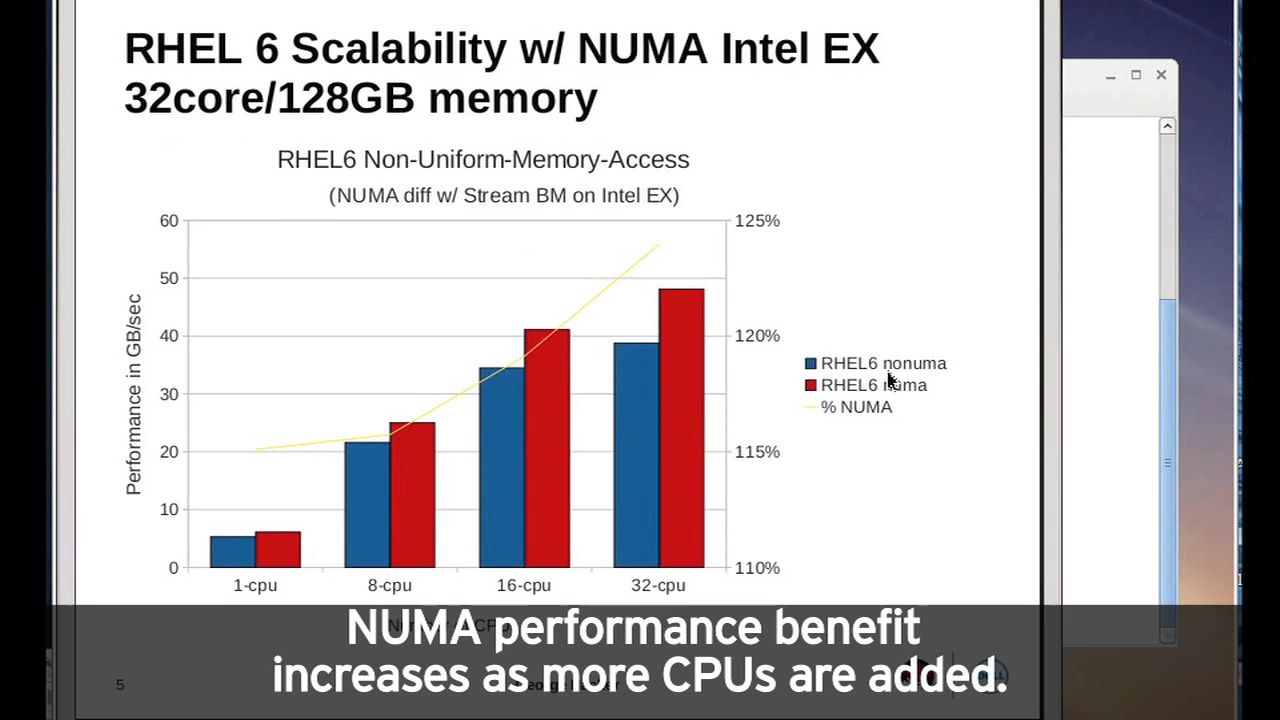 RHEL 6 Scalability w/ NUMA Intel EX
32core/128GB memory
RHEL6 Non-Uniform-Memory-Access
(NUMA diff w/ Stream BM on Intel EX)
Performance in GB/sec
60
50
40
30
20
10
0
125%
120%
115%
110%
1-cpu
8-cpu
16-cpu
32-cpu
RHEL6 nonuma
RHEL6 numa
% NUMA
NUMA performance benefit
increases as more CPUs are added.
5